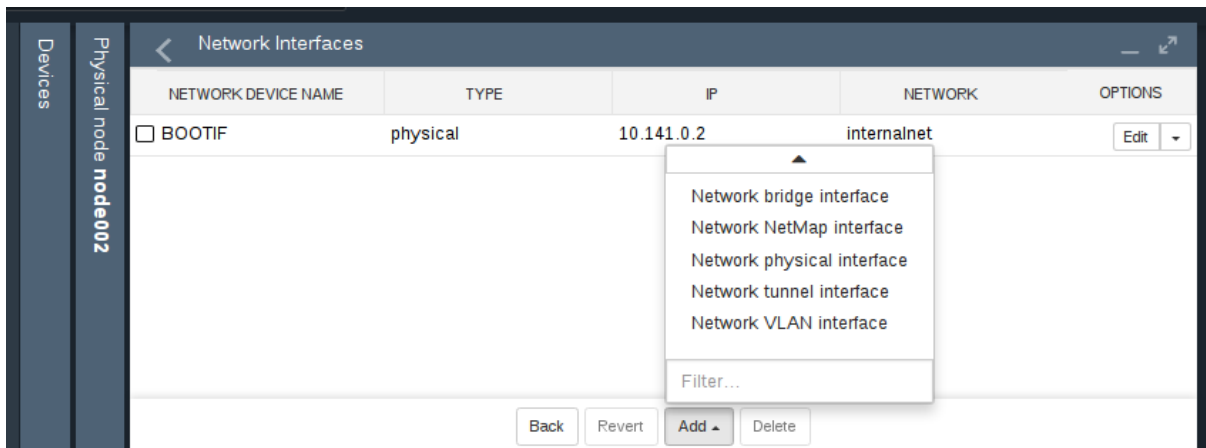 Devices
Physical node node002
Network Interfaces
NETWORK DEVICE NAME TYPE IP NETWORK OPTIONS
BOOTIF physical 10.141.0.2 internalnet Edit
Network bridge interface
Network NetMap interface
Network physical interface
Network tunnel interface
Network VLAN interface
Filter...
Back Revert Add Delete